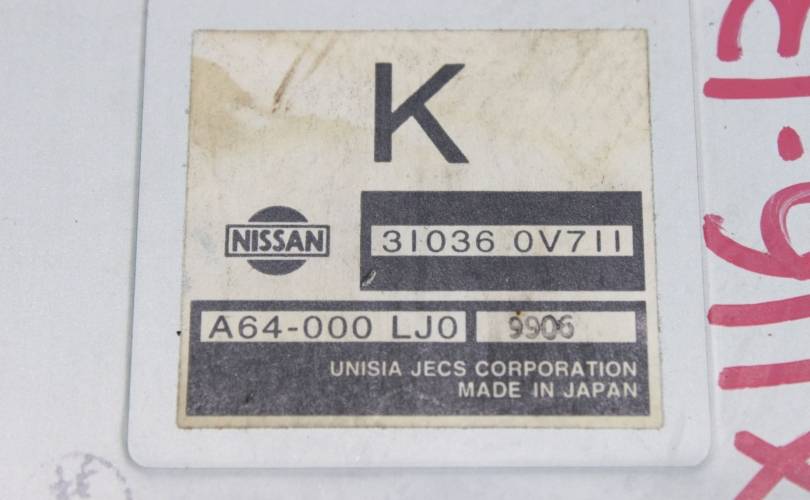 K
NISSAN
31036 0V711
A64-000 LJ0
9906
UNISIA JECS CORPORATION
MADE IN JAPAN